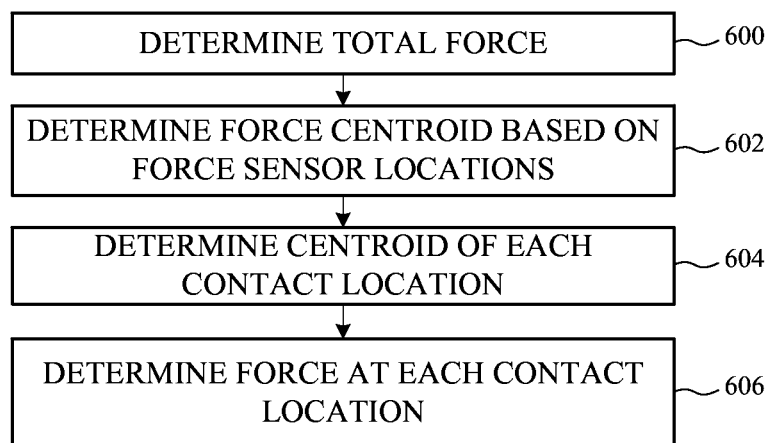 DETERMINE TOTAL FORCE
600
DETERMINE FORCE CENTROID BASED ON
FORCE SENSOR LOCATIONS
602
DETERMINE CENTROID OF EACH
CONTACT LOCATION
604
DETERMINE FORCE AT EACH CONTACT
LOCATION
606